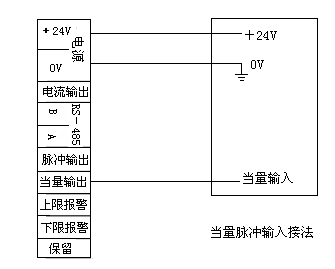 +24V
0V
电源
电流输出
B
A
RS-485
脉冲输出
当量输出
上限报警
下限报警
保留
+24V
0V
当量输入
当量脉冲输入接法